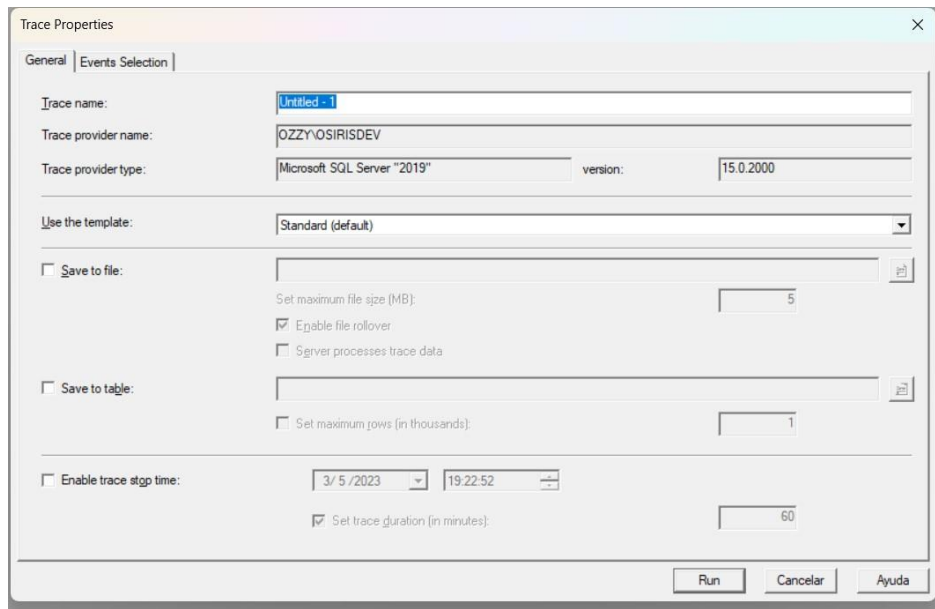 Trace Properties
General Events Selection
Trace name: Untitled - 1
Trace provider name: OZZY\OSIRISDEV
Trace provider type: Microsoft SQL Server "2019" version: 15.0.2000
Use the template: Standard (default)
Save to file:
Set maximum file size (MB): 5
Enable file rollover
Server processes trace data
Save to table:
Set maximum rows (in thousands): 1
Enable trace stop time: 3/ 5 /2023 19:22:52
Set trace duration (in minutes): 60
Run Cancelar Ayuda